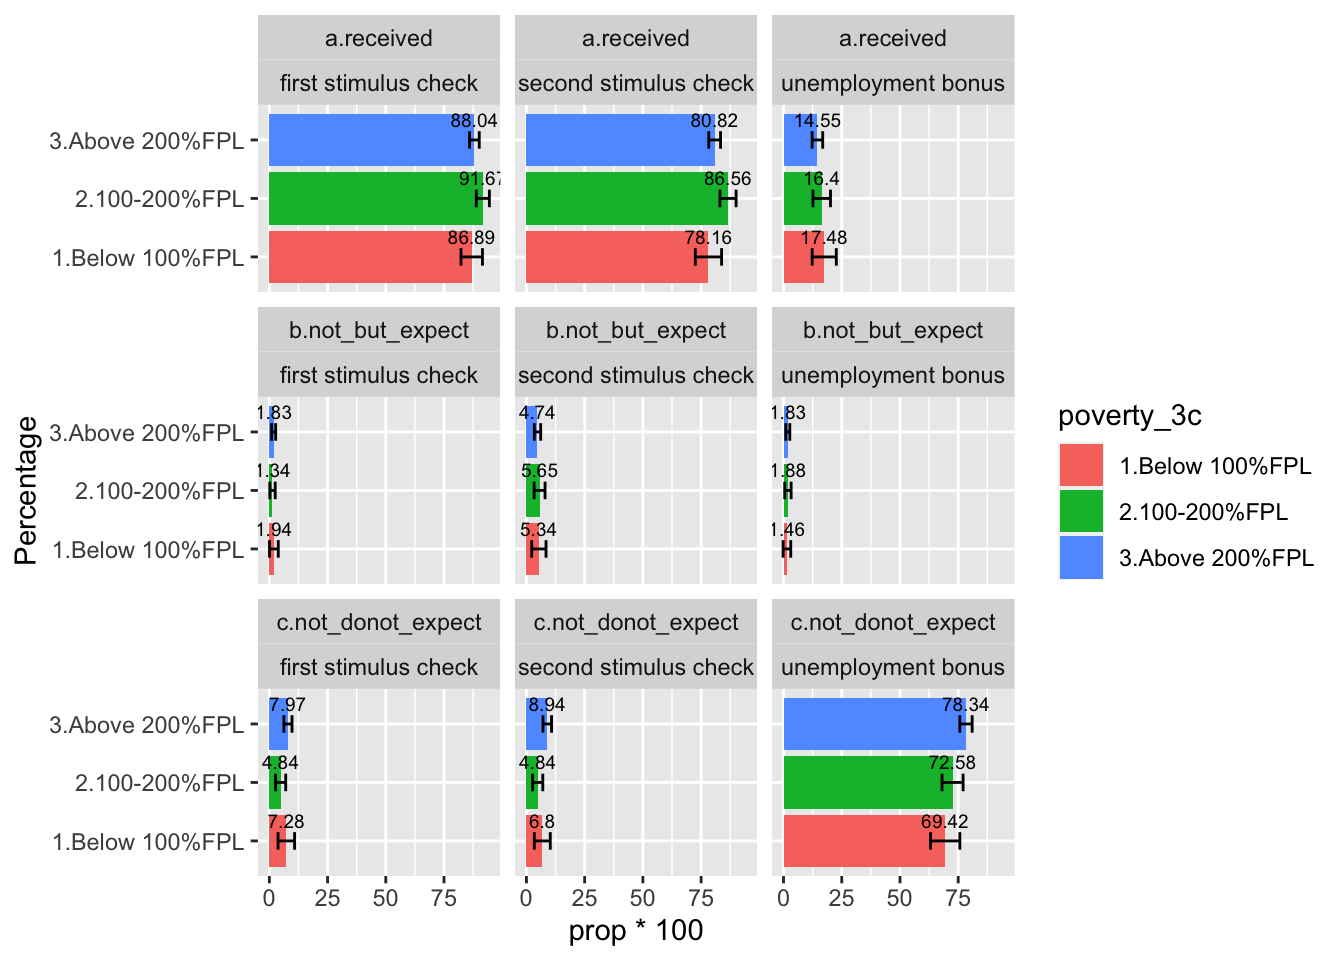 a.received
a.received
a.received
first stimulus check
second stimulus check
unemployment bonus
3.Above 200%FPL
88.04
80.82
14.55
2.100-200%FPL
91.67
86.56
16.4
1.Below 100%FPL
86.89
78.16
17.48
b.not_but_expect
b.not_but_expect
b.not_but_expect
first stimulus check
second stimulus check
unemployment bonus
3.Above 200%FPL
1.83
4.74
1.83
2.100-200%FPL
1.34
5.65
1.88
1.Below 100%FPL
1.94
5.34
1.46
c.not_donot_expect
c.not_donot_expect
c.not_donot_expect
first stimulus check
second stimulus check
unemployment bonus
3.Above 200%FPL
7.97
8.94
78.34
2.100-200%FPL
4.84
4.84
72.58
1.Below 100%FPL
7.28
6.8
69.42
0 25 50 75
0 25 50 75
0 25 50 75
prop * 100
Percentage
poverty_3c
1.Below 100%FPL
2.100-200%FPL
3.Above 200%FPL